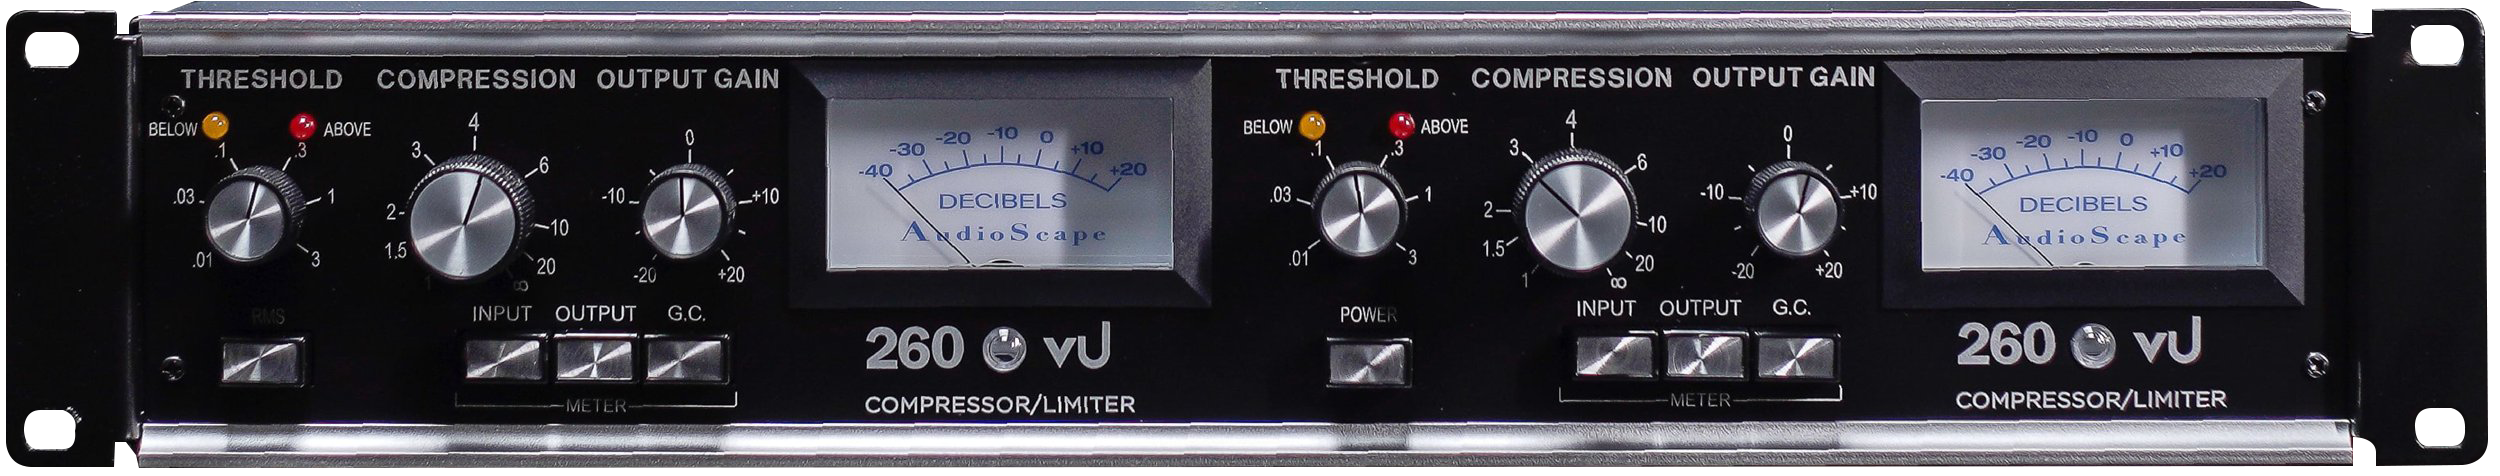 THRESHOLD COMPRESSION OUTPUT GAIN
BELOW ABOVE
.01 .03 .1 .3 1 3
1 1.5 2 3 4 6 10 20 ∞
-20 -10 0 +10 +20
-40 -30 -20 -10 0 +10 +20
DECIBELS
AudioScape
RMS
INPUT OUTPUT G.C.
METER
260 VU
COMPRESSOR/LIMITER
THRESHOLD COMPRESSION OUTPUT GAIN
BELOW ABOVE
.01 .03 .1 .3 1 3
1 1.5 2 3 4 6 10 20 ∞
-20 -10 0 +10 +20
-40 -30 -20 -10 0 +10 +20
DECIBELS
AudioScape
POWER
INPUT OUTPUT G.C.
METER
260 VU
COMPRESSOR/LIMITER